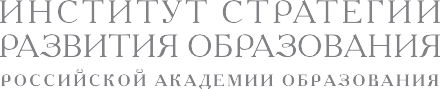 ИНСТИТУТ СТРАТЕГИИ
РАЗВИТИЯ ОБРАЗОВАНИЯ
РОССИЙСКОЙ АКАДЕМИИ ОБРАЗОВАНИЯ